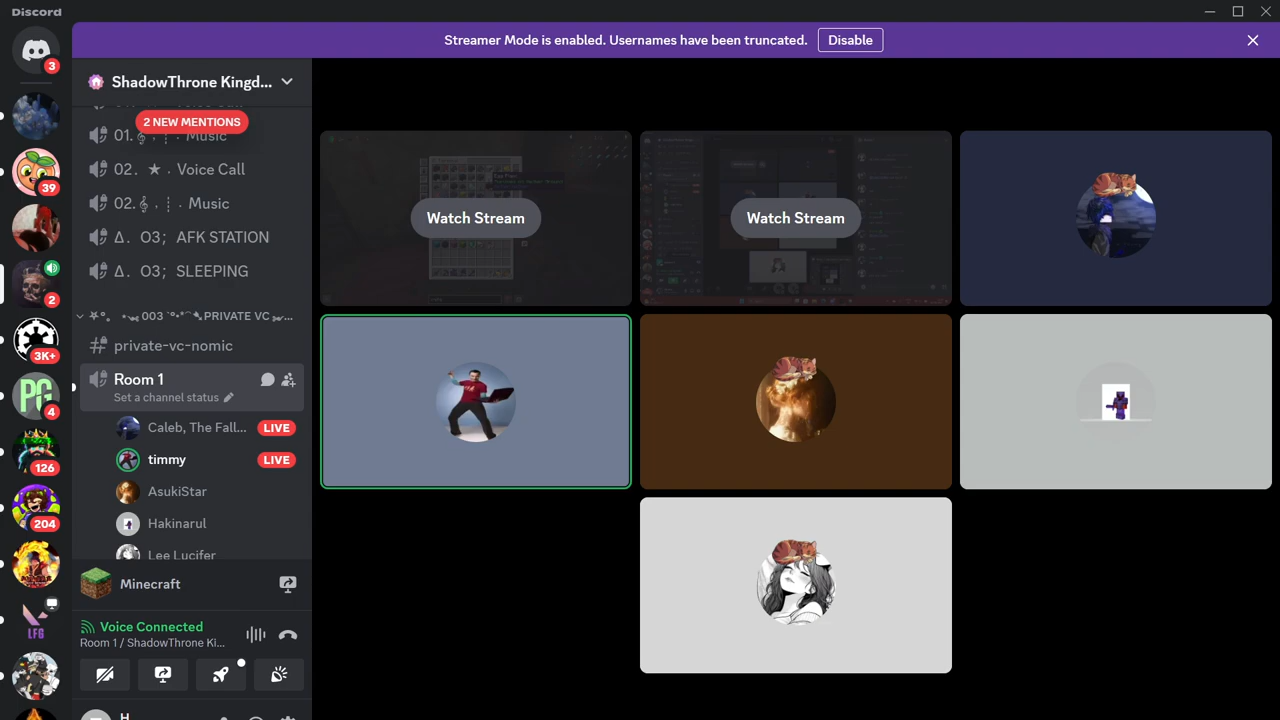 Discord
Streamer Mode is enabled. Usernames have been truncated.
Disable
ShadowThrone Kingd...
2 NEW MENTIONS
01. Music
02. ★ . Voice Call
02. Music
Δ. O3; AFK STATION
Δ. O3; SLEEPING
003 PRIVATE VC
private-vc-nomic
Room 1
Set a channel status
Caleb, The Fall... LIVE
timmy LIVE
AsukiStar
Hakinarul
Lee Lucifer
Minecraft
Voice Connected
Room 1 / ShadowThrone Ki...
Watch Stream
Watch Stream
3
39
2
3K+
PG
4
126
204
LFG